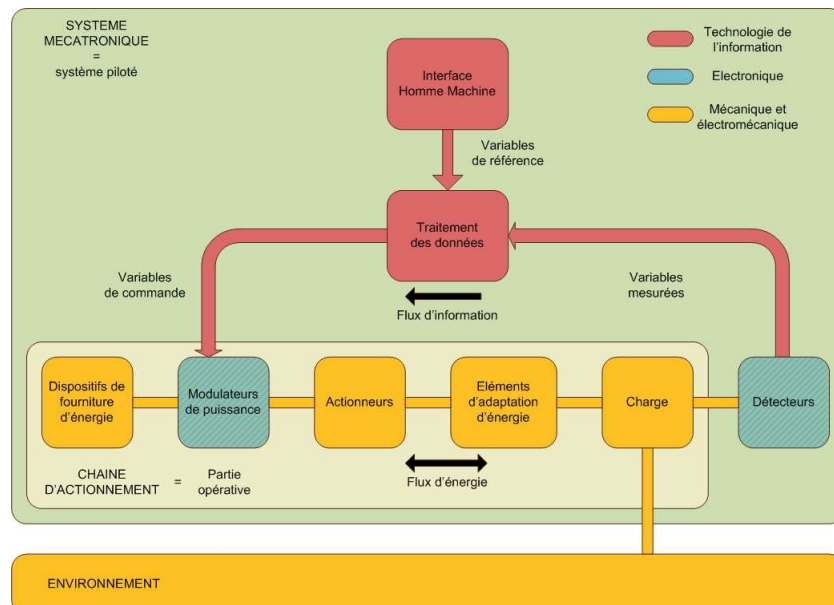 SYSTEME
MECATRONIQUE
=
système piloté
Technologie de
l'information
Electronique
Mécanique et
électromécanique
Interface
Homme Machine
Variables
de référence
Traitement
des données
Variables
de commande
Variables
mesurées
Flux d'information
Dispositifs de
fourniture
d'énergie
Modulateurs
de puissance
Actionneurs
Eléments
d'adaptation
d'énergie
Charge
Détecteurs
CHAINE
D'ACTIONNEMENT
=
Partie
opérative
Flux d'énergie
ENVIRONNEMENT